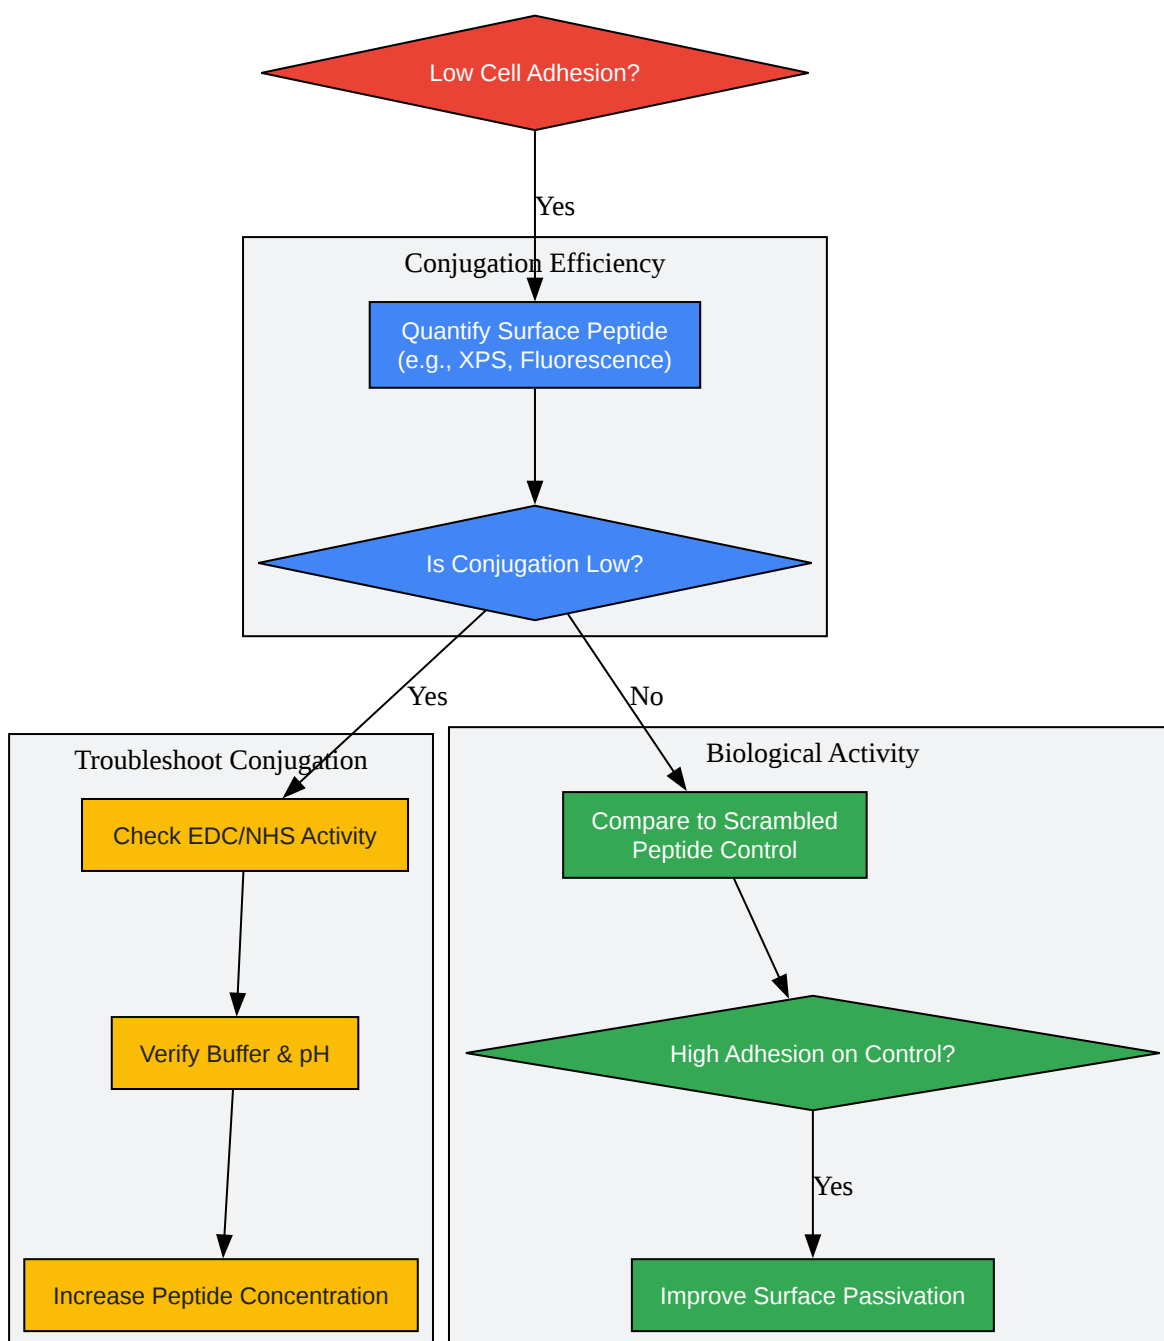 Low Cell Adhesion?
Yes
Conjugation Efficiency
Quantify Surface Peptide
(e.g., XPS, Fluorescence)
Is Conjugation Low?
Yes
No
Troubleshoot Conjugation
Check EDC/NHS Activity
Verify Buffer & pH
Increase Peptide Concentration
Biological Activity
Compare to Scrambled
Peptide Control
High Adhesion on Control?
Yes
Improve Surface Passivation